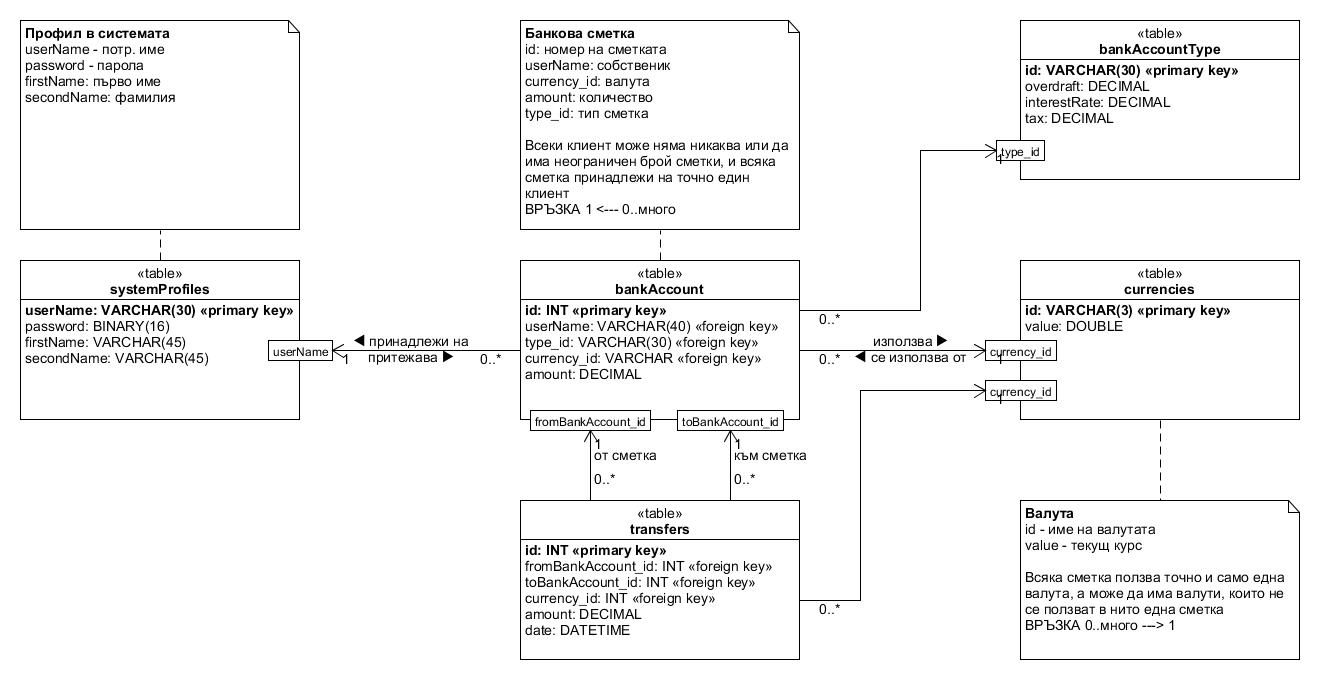 Профил в системата
userName - потр. име
password - парола
firstName: първо име
secondName: фамилия
Банкова сметка
id: номер на сметката
userName: собственик
currency_id: валута
amount: количество
type_id: тип сметка
Всеки клиент може няма никаква или да
има неограничен брой сметки, и всяка
сметка принадлежи на точно един
клиент
ВРЪЗКА 1 <--- 0..много
«table»
bankAccountType
id: VARCHAR(30) «primary key»
overdraft: DECIMAL
interestRate: DECIMAL
tax: DECIMAL
type_id
1
«table»
systemProfiles
userName: VARCHAR(30) «primary key»
password: BINARY(16)
firstName: VARCHAR(45)
secondName: VARCHAR(45)
userName
1
◀ принадлежи на
притежава ▶
0..*
«table»
bankAccount
id: INT «primary key»
userName: VARCHAR(40) «foreign key»
type_id: VARCHAR(30) «foreign key»
currency_id: VARCHAR «foreign key»
amount: DECIMAL
0..*
0..*
използва ▶
◀ се използва от
«table»
currencies
id: VARCHAR(3) «primary key»
value: DOUBLE
currency_id
1
currency_id
1
fromBankAccount_id
toBankAccount_id
1
от сметка
0..*
1
към сметка
0..*
«table»
transfers
id: INT «primary key»
fromBankAccount_id: INT «foreign key»
toBankAccount_id: INT «foreign key»
currency_id: INT «foreign key»
amount: DECIMAL
date: DATETIME
0..*
Валута
id - име на валутата
value - текущ курс
Всяка сметка ползва точно и само една
валута, а може да има валути, които не
се ползват в нито една сметка
ВРЪЗКА 0..много ---> 1